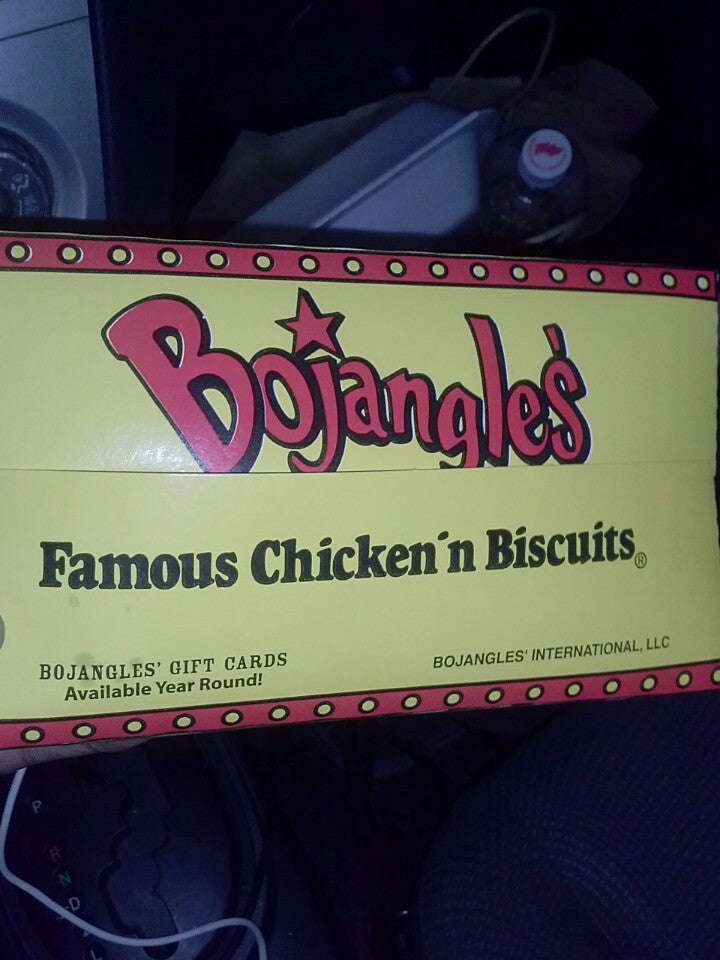 Bojangles'
Famous Chicken 'n Biscuits®
BOJANGLES' GIFT CARDS
Available Year Round!
BOJANGLES' INTERNATIONAL, LLC
P
R
N
D
L